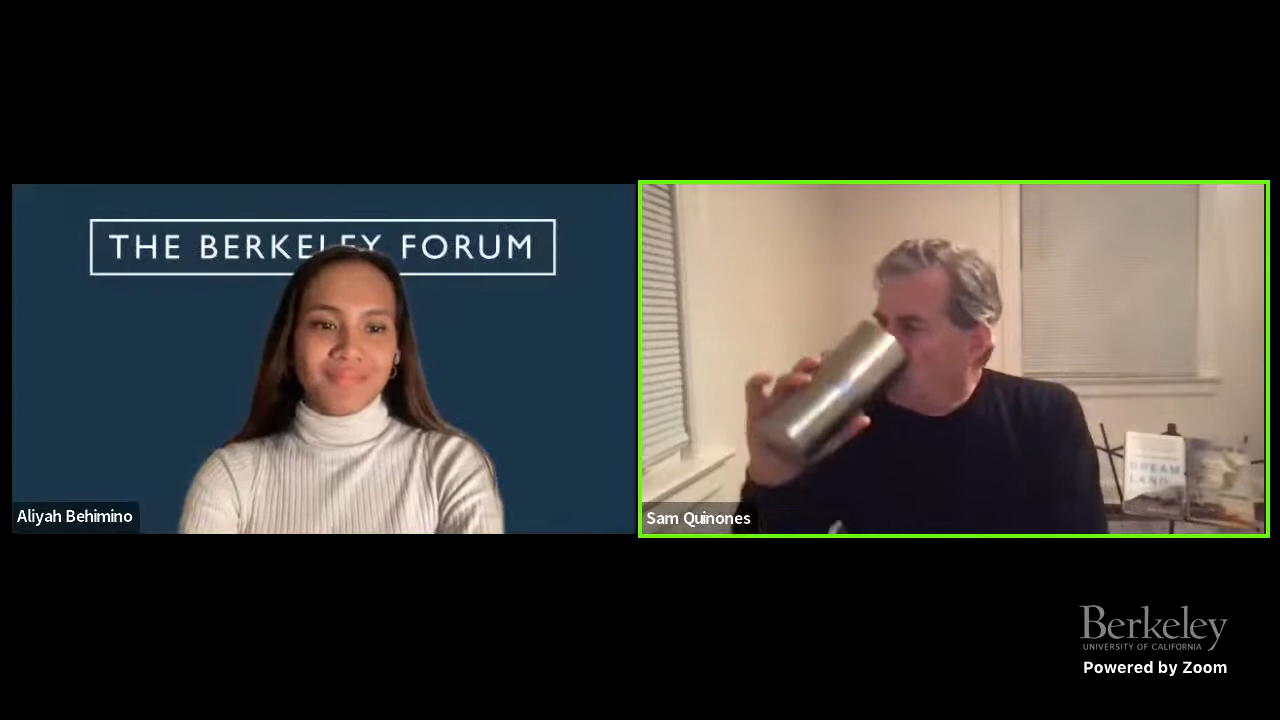 THE BERKELEY FORUM
Aliyah Behimino
Sam Quinones
DREAM
LAND
Berkeley
UNIVERSITY OF CALIFORNIA
Powered by Zoom